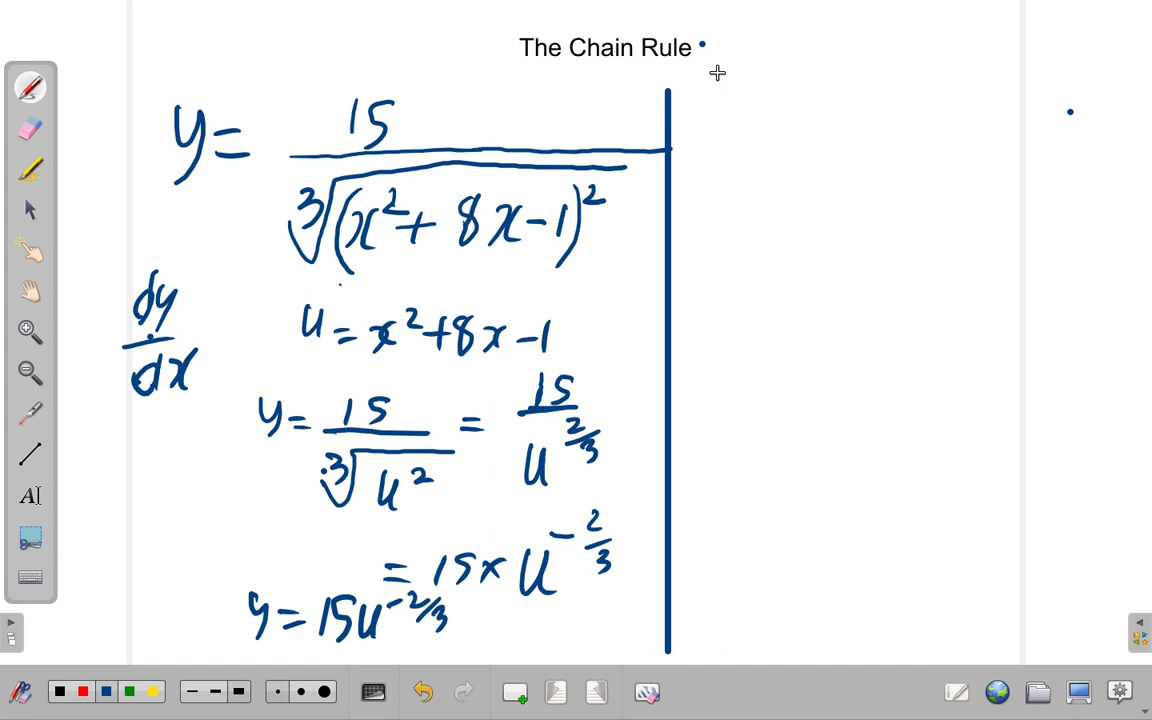 The Chain Rule
y = 15 / ∛(x² + 8x - 1)²
dy/dx
u = x² + 8x - 1
y = 15 / ∛u² = 15 / u^(2/3)
= 15 × u^(-2/3)
y = 15u^(-2/3)